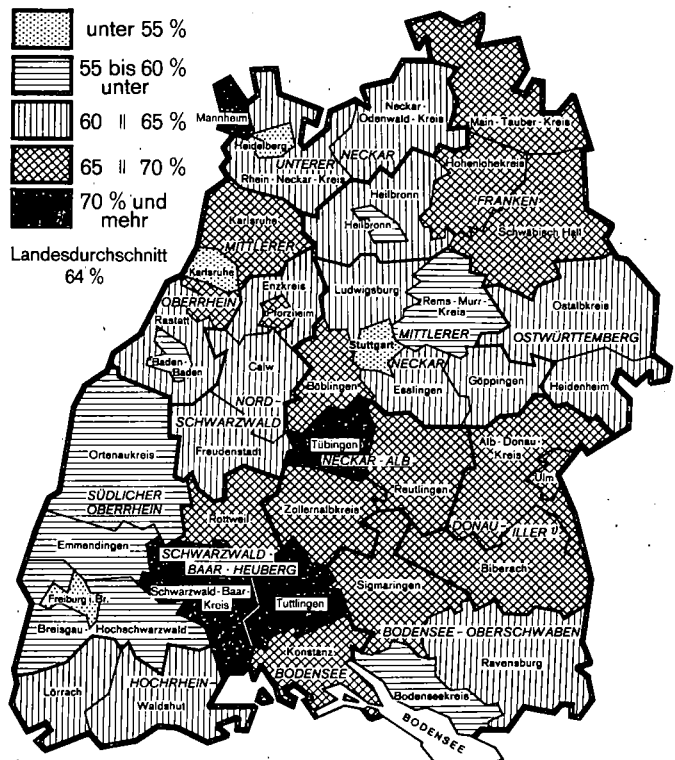 unter 55 %
55 bis 60 %
unter
60 " 65 %
65 " 70 %
70 % und
mehr
Landesdurchschnitt
64 %
Mannheim
Neckar-
Odenwald-Kreis
Main-Tauber-Kreis
Heidelberg
UNTERER
NECKAR
Rhein-Neckar-Kreis
Hohenlohekreis
Heilbronn
FRANKEN
Karlsruhe
Heilbronn
Schwäbisch Hall
MITTLERER
Karlsruhe
Enzkreis
Ludwigsburg
Rems-Murr-
Kreis
Ostalbkreis
OBERRHEIN
Pforzheim
Rastatt
Stuttgart
MITTLERER
OSTWÜRTTEMBERG
Baden-
Baden
Calw
Böblingen
NECKAR
Esslingen
Göppingen
Heidenheim
NORD-
SCHWARZWALD
Tübingen
Alb-Donau-
Kreis
Ortenaukreis
Freudenstadt
NECKAR-ALB
Reutlingen
Ulm
SÜDLICHER
OBERRHEIN
Rottweil
Zollernalbkreis
DONAU-ILLER 1)
Emmendingen
SCHWARZWALD-
BAAR-HEUBERG
Biberach
Freiburg i.Br.
Schwarzwald-Baar-
Kreis
Tuttlingen
Sigmaringen
Breisgau-Hochschwarzwald
BODENSEE-OBERSCHWABEN
Konstanz
Ravensburg
Lörrach
HOCHRHEIN
BODENSEE
Waldshut
Bodenseekreis
BODENSEE